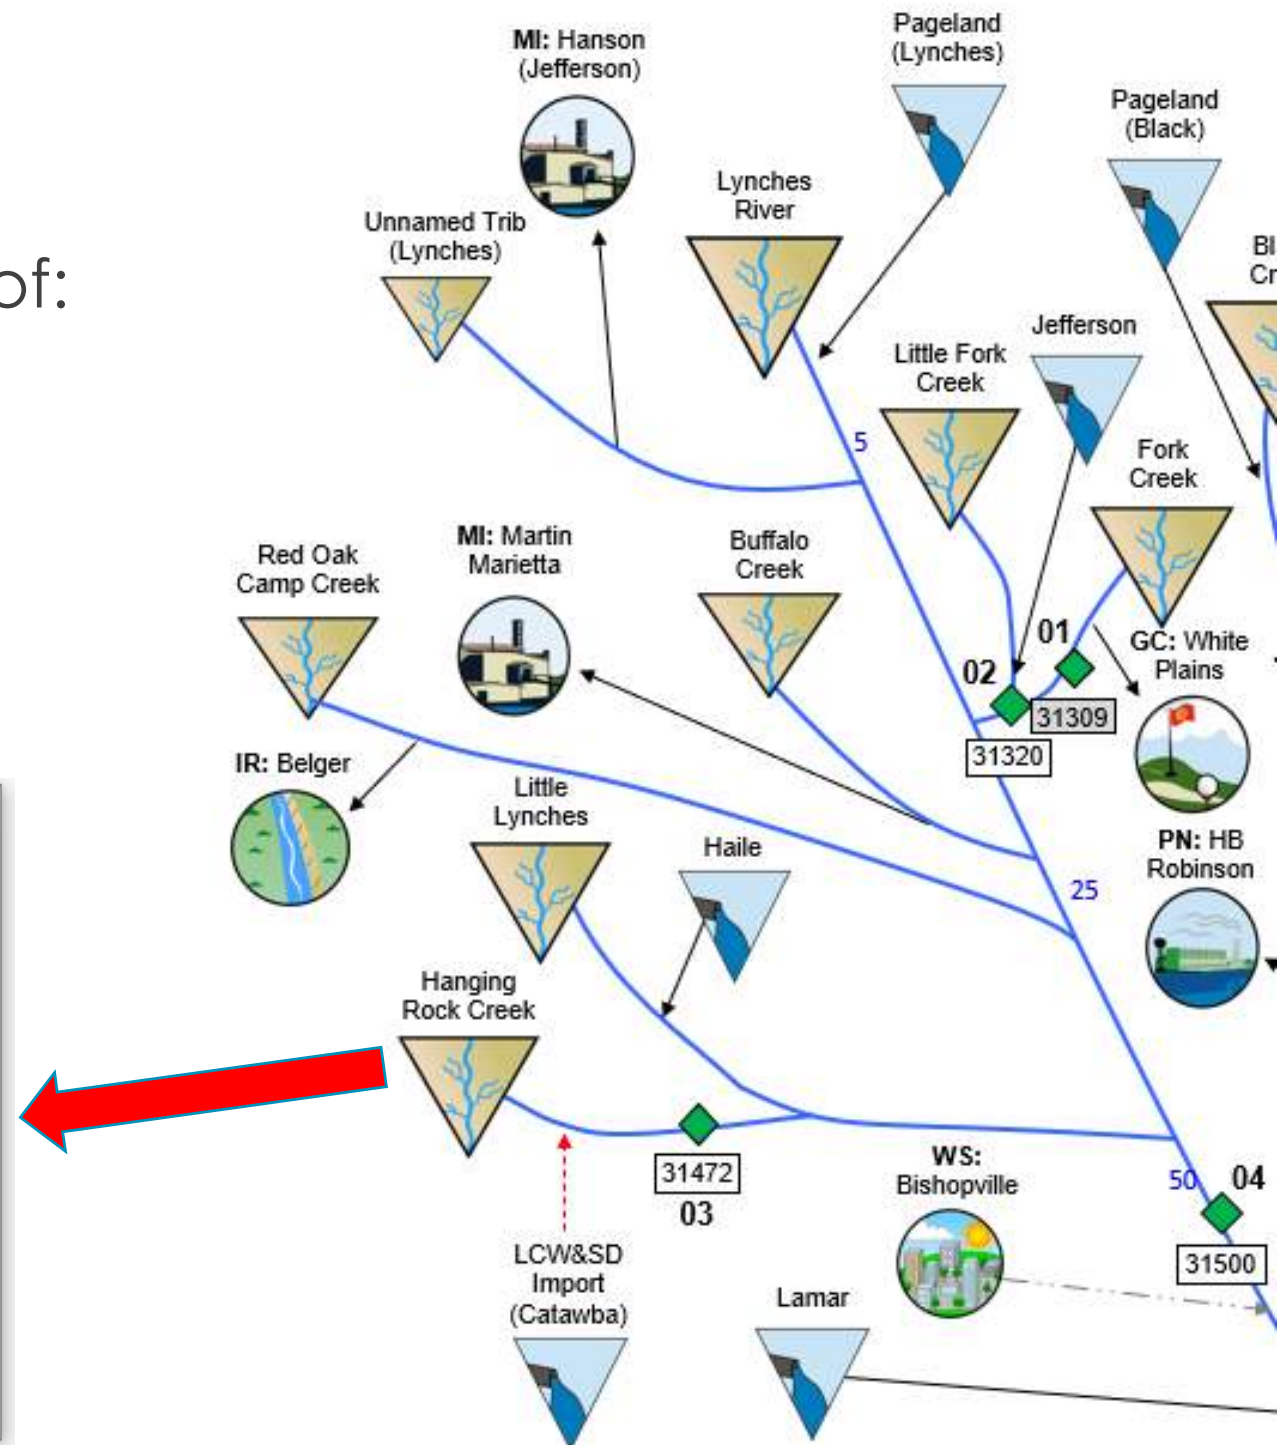 of:
MI: Hanson
(Jefferson)
Pageland
(Lynches)
Pageland
(Black)
Unnamed Trib
(Lynches)
Lynches
River
Bl
Cr
Jefferson
Little Fork
Creek
5
Fork
Creek
Red Oak
Camp Creek
MI: Martin
Marietta
Buffalo
Creek
01
02
GC: White
Plains
31309
31320
IR: Belger
Little
Lynches
Haile
PN: HB
Robinson
25
Hanging
Rock Creek
31472
03
WS:
Bishopville
50
04
31500
LCW&SD
Import
(Catawba)
Lamar